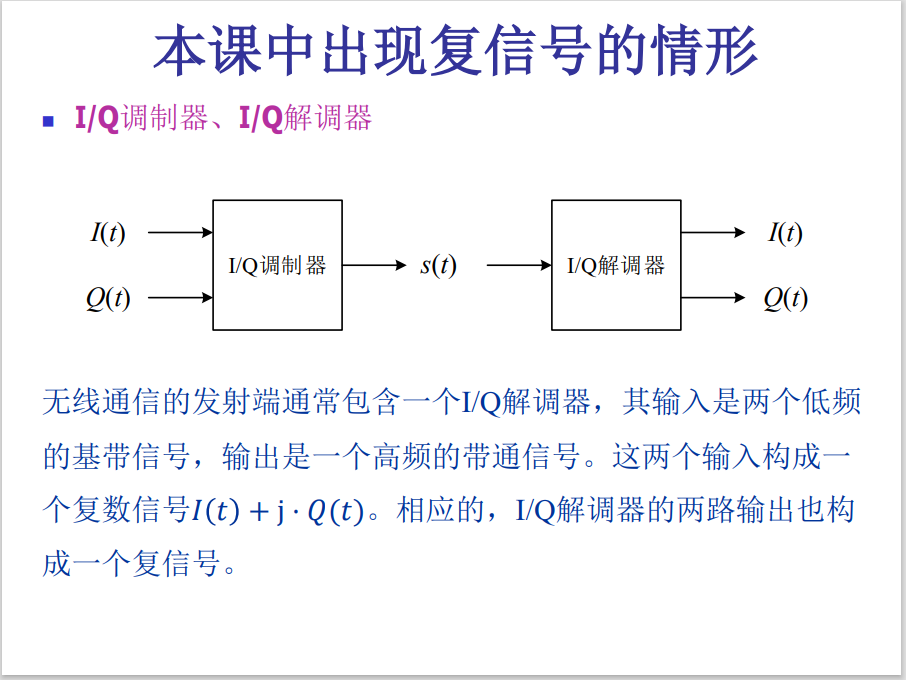 本课中出现复信号的情形
I/Q调制器、I/Q解调器
I(t)
Q(t)
I/Q调制器
s(t)
I/Q解调器
I(t)
Q(t)
无线通信的发射端通常包含一个I/Q解调器，其输入是两个低频
的基带信号，输出是一个高频的带通信号。这两个输入构成一
个复数信号I(t) + j · Q(t)。相应的，I/Q解调器的两路输出也构
成一个复信号。